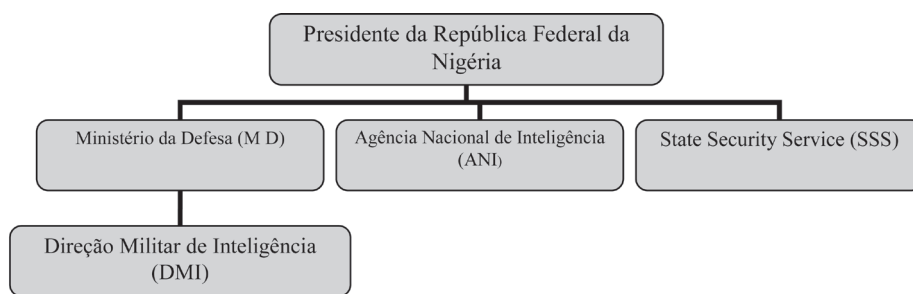 Presidente da República Federal da
Nigéria
Ministério da Defesa (M D)
Agência Nacional de Inteligência
(ANI)
State Security Service (SSS)
Direção Militar de Inteligência
(DMI)